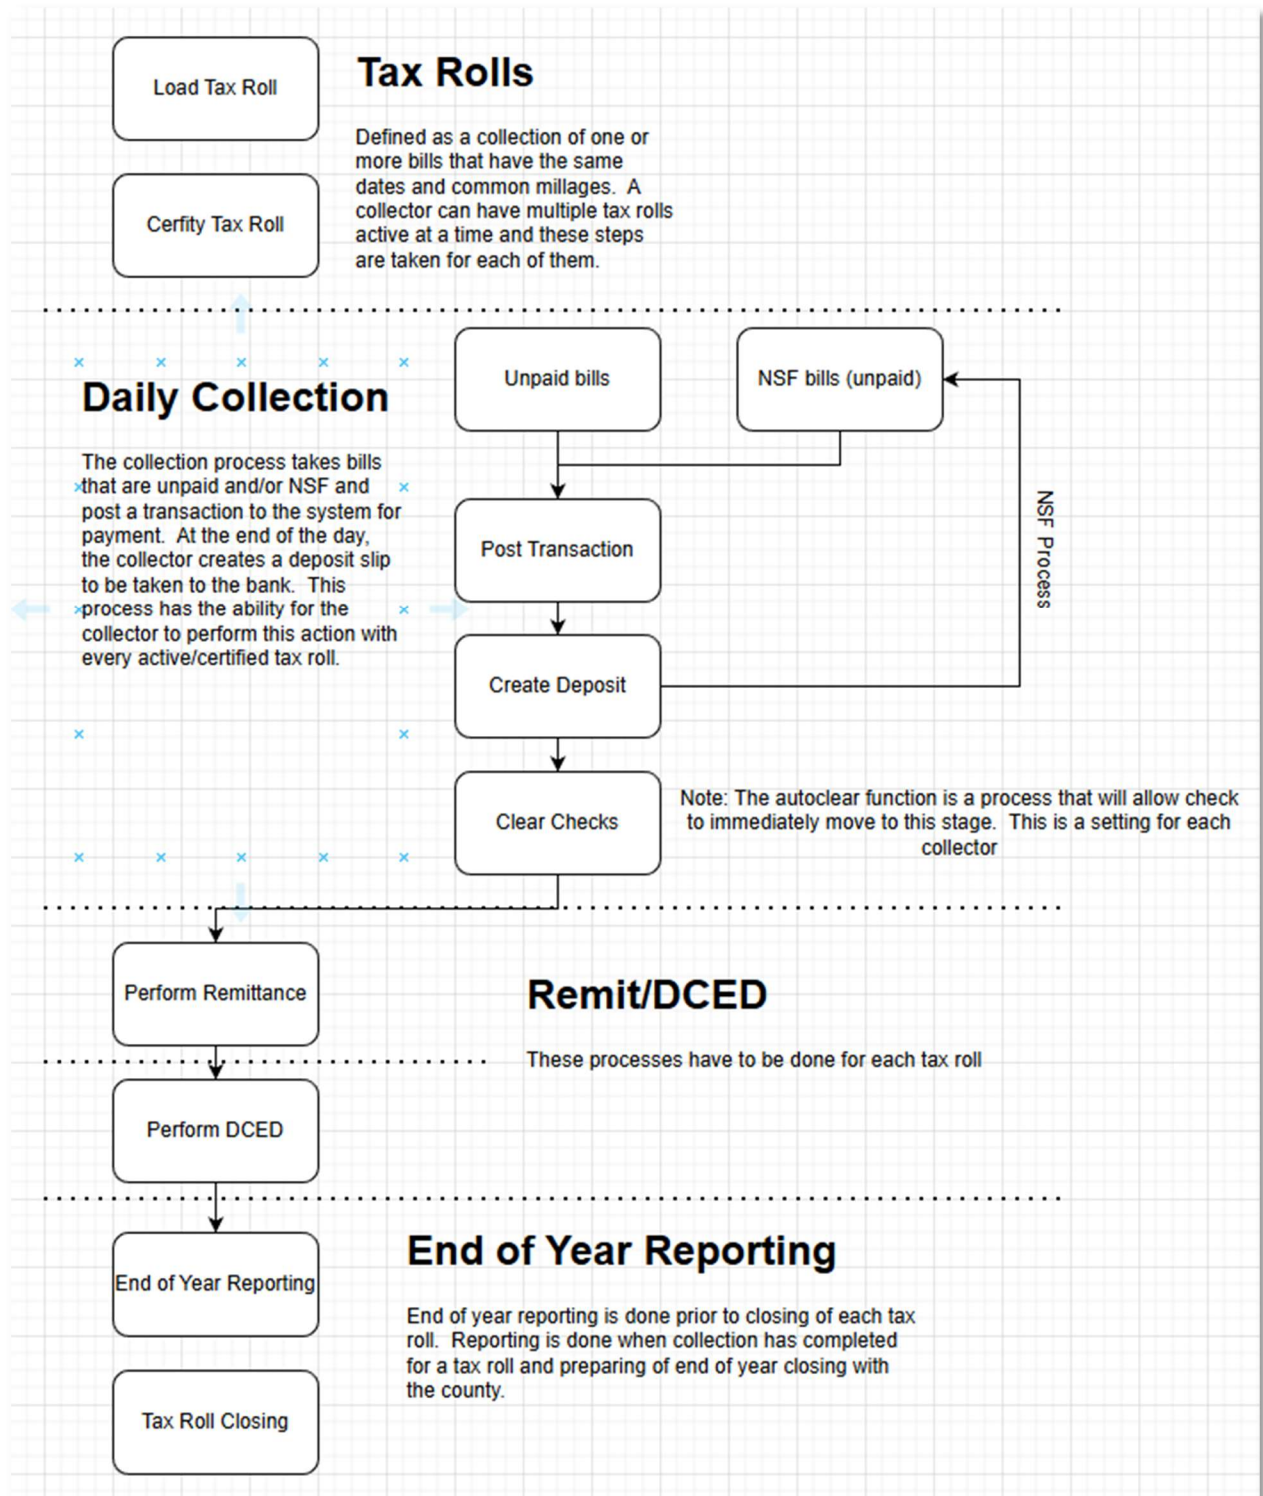 Load Tax Roll
Tax Rolls
Defined as a collection of one or
more bills that have the same
dates and common millages.  A
collector can have multiple tax rolls
active at a time and these steps
are taken for each of them.
Cerfity Tax Roll
Unpaid bills
NSF bills (unpaid)
Daily Collection
The collection process takes bills
that are unpaid and/or NSF and
post a transaction to the system for
payment.  At the end of the day,
the collector creates a deposit slip
to be taken to the bank.  This
process has the ability for the
collector to perform this action with
every active/certified tax roll.
NSF Process
Post Transaction
Create Deposit
Clear Checks
Note: The autoclear function is a process that will allow check
to immediately move to this stage.  This is a setting for each
collector
Perform Remittance
Remit/DCED
These processes have to be done for each tax roll
Perform DCED
End of Year Reporting
End of Year Reporting
End of year reporting is done prior to closing of each tax
roll.  Reporting is done when collection has completed
for a tax roll and preparing of end of year closing with
the county.
Tax Roll Closing